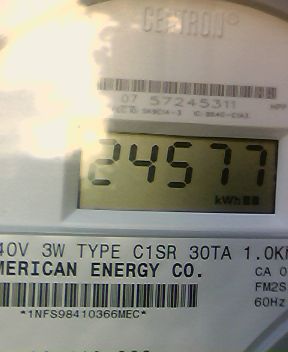 CENTRON®
07 57245311
24577
kWh
40V 3W TYPE C1SR 30TA 1.0K
MERICAN ENERGY CO.
CA 0
FM2S
60Hz
*1NFS98410366MEC*